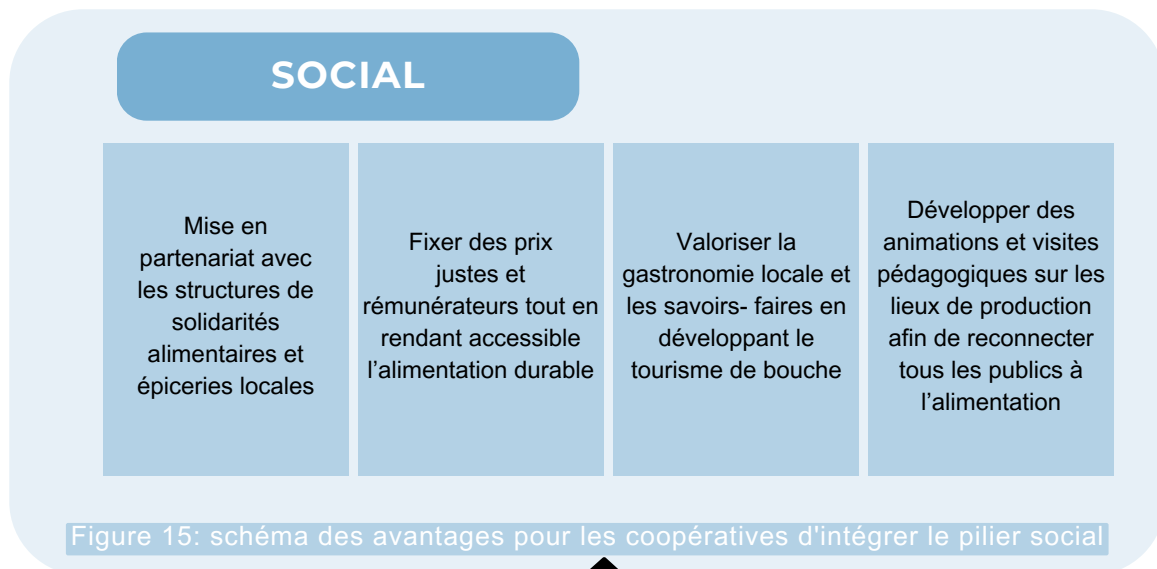 SOCIAL
Mise en
partenariat avec
les structures de
solidarités
alimentaires et
épiceries locales
Fixer des prix
justes et
rémunérateurs tout en
rendant accessible
l’alimentation durable
Valoriser la
gastronomie locale et
les savoirs- faires en
développant le
tourisme de bouche
Développer des
animations et visites
pédagogiques sur les
lieux de production
afin de reconnecter
tous les publics à
l’alimentation
Figure 15: schéma des avantages pour les coopératives d'intégrer le pilier social